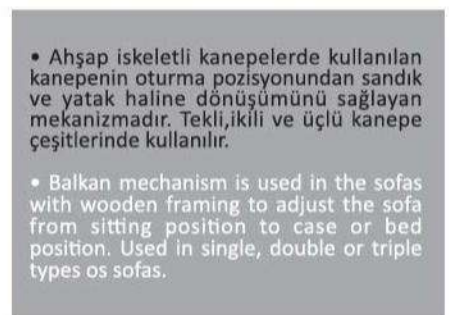 • Ahşap iskeletli kanepelerde kullanılan
kanepenin oturma pozisyonundan sandık
ve yatak haline dönüşümünü sağlayan
mekanizmadır. Tekli,ikili ve üçlü kanepe
çeşitlerinde kullanılır.
• Balkan mechanism is used in the sofas
with wooden framing to adjust the sofa
from sitting position to case or bed
position. Used in single, double or triple
types os sofas.